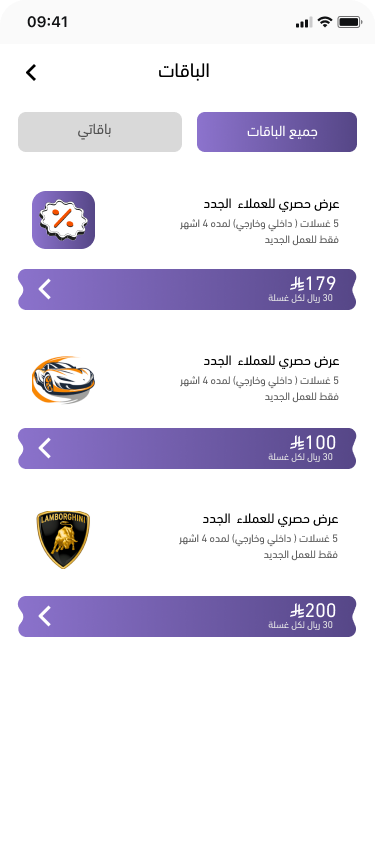 09:41
الباقات
جميع الباقات
باقاتي
عرض حصري للعملاء الجدد
5 غسلات ( داخلي وخارجي) لمده 4 اشهر
فقط للعمل الجديد
179
30 ريال لكل غسلة
عرض حصري للعملاء الجدد
5 غسلات ( داخلي وخارجي) لمده 4 اشهر
فقط للعمل الجديد
100
30 ريال لكل غسلة
LAMBORGHINI
عرض حصري للعملاء الجدد
5 غسلات ( داخلي وخارجي) لمده 4 اشهر
فقط للعمل الجديد
200
30 ريال لكل غسلة